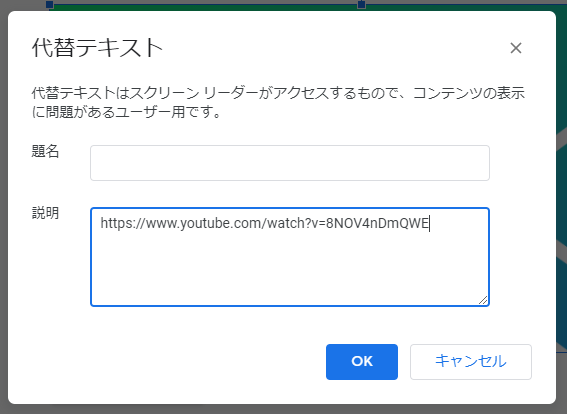 代替テキスト
代替テキストはスクリーン リーダーがアクセスするもので、コンテンツの表示
に問題があるユーザー用です。
題名
説明
https://www.youtube.com/watch?v=8NOV4nDmQWE
OK
キャンセル